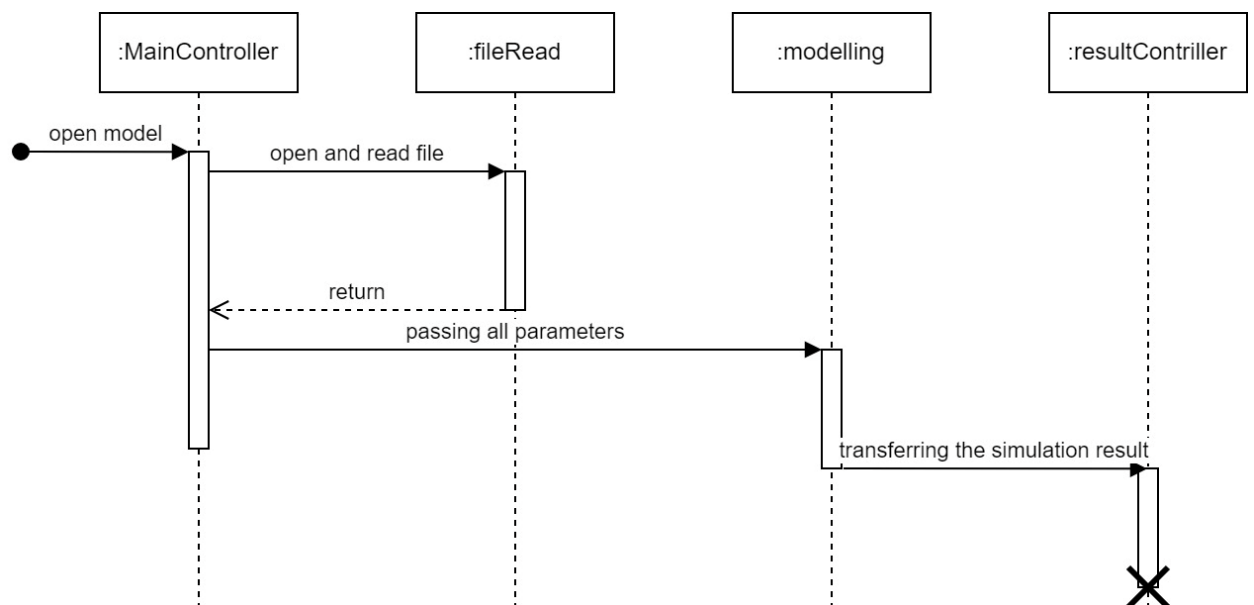 :MainController
:fileRead
:modelling
:resultContriller
open model
open and read file
return
passing all parameters
transferring the simulation result